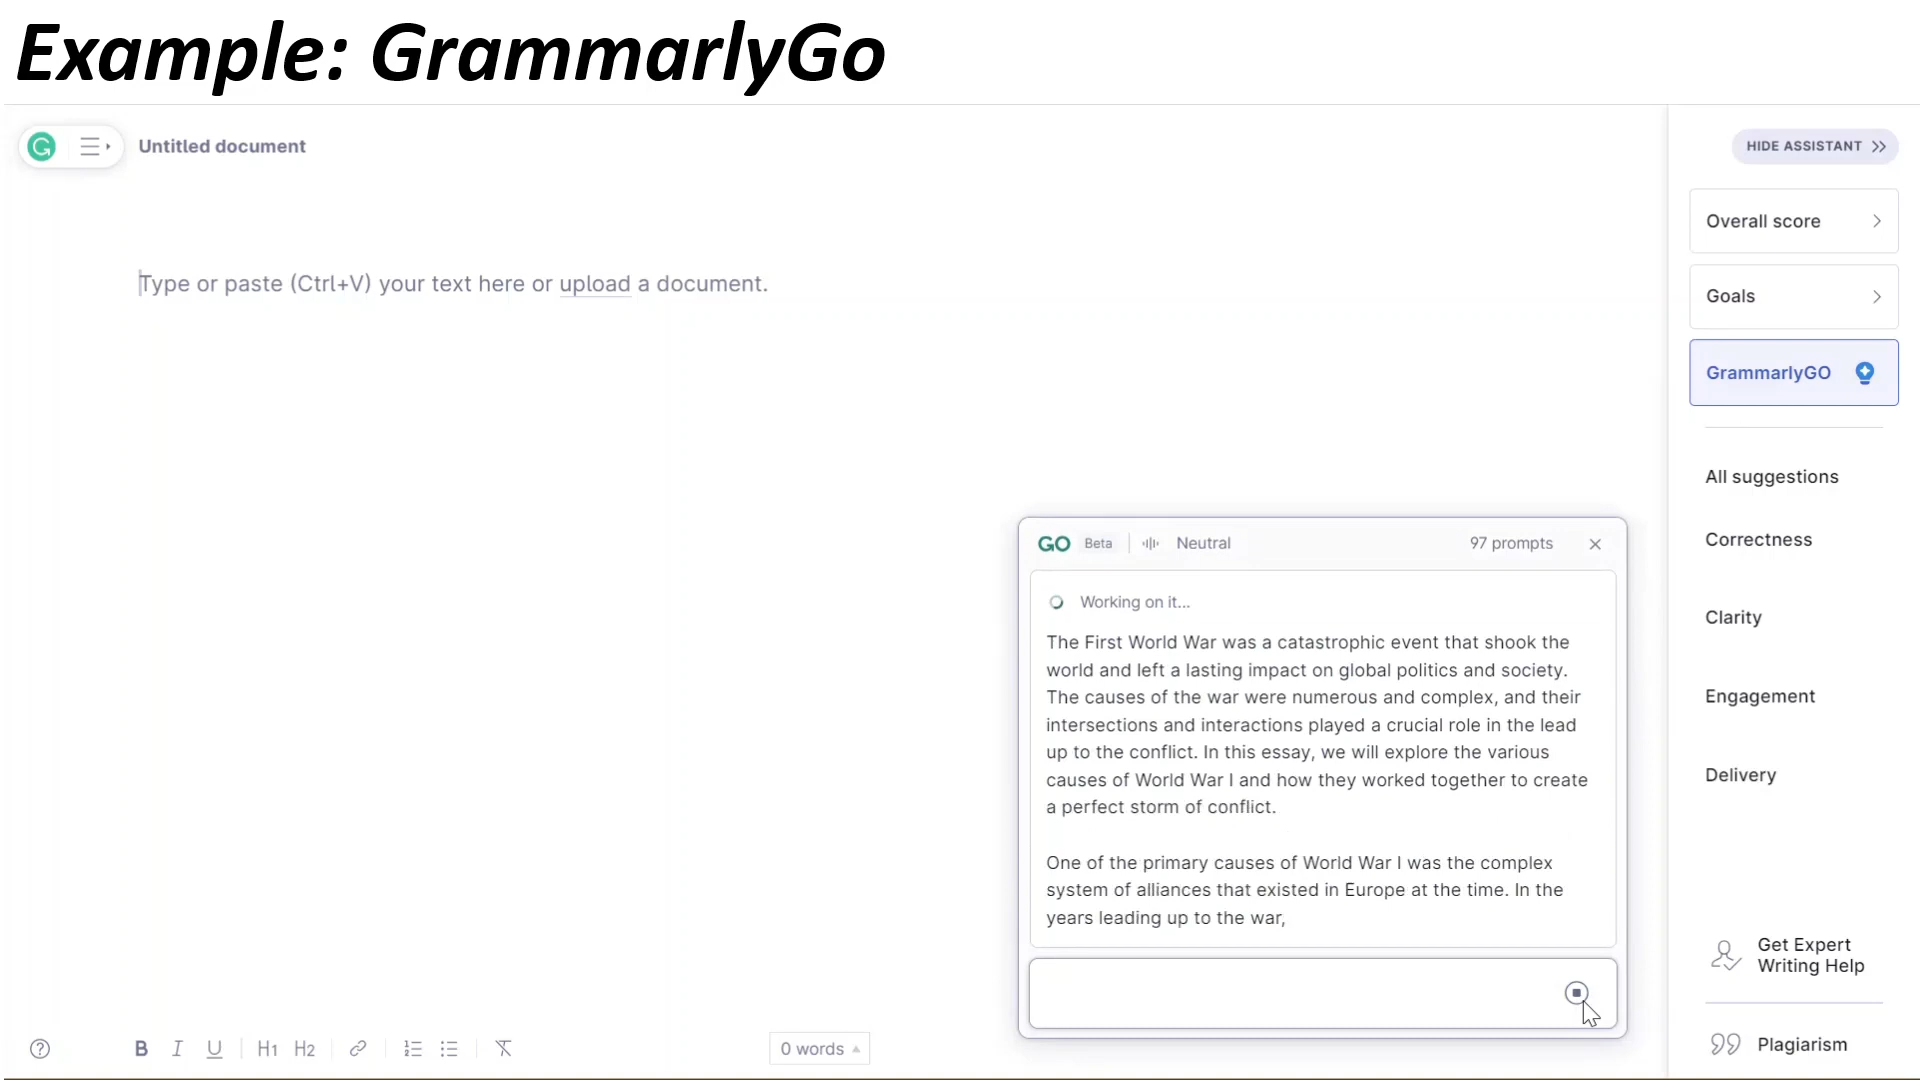 Example: GrammarlyGo
Untitled document
HIDE ASSISTANT
Type or paste (Ctrl+V) your text here or upload a document.
Overall score
Goals
GrammarlyGO
All suggestions
Correctness
Clarity
Engagement
Delivery
Get Expert
Writing Help
Plagiarism
GO Beta Neutral 97 prompts
Working on it...
The First World War was a catastrophic event that shook the
world and left a lasting impact on global politics and society.
The causes of the war were numerous and complex, and their
intersections and interactions played a crucial role in the lead
up to the conflict. In this essay, we will explore the various
causes of World War I and how they worked together to create
a perfect storm of conflict.
One of the primary causes of World War I was the complex
system of alliances that existed in Europe at the time. In the
years leading up to the war,
B I U H1 H2
0 words